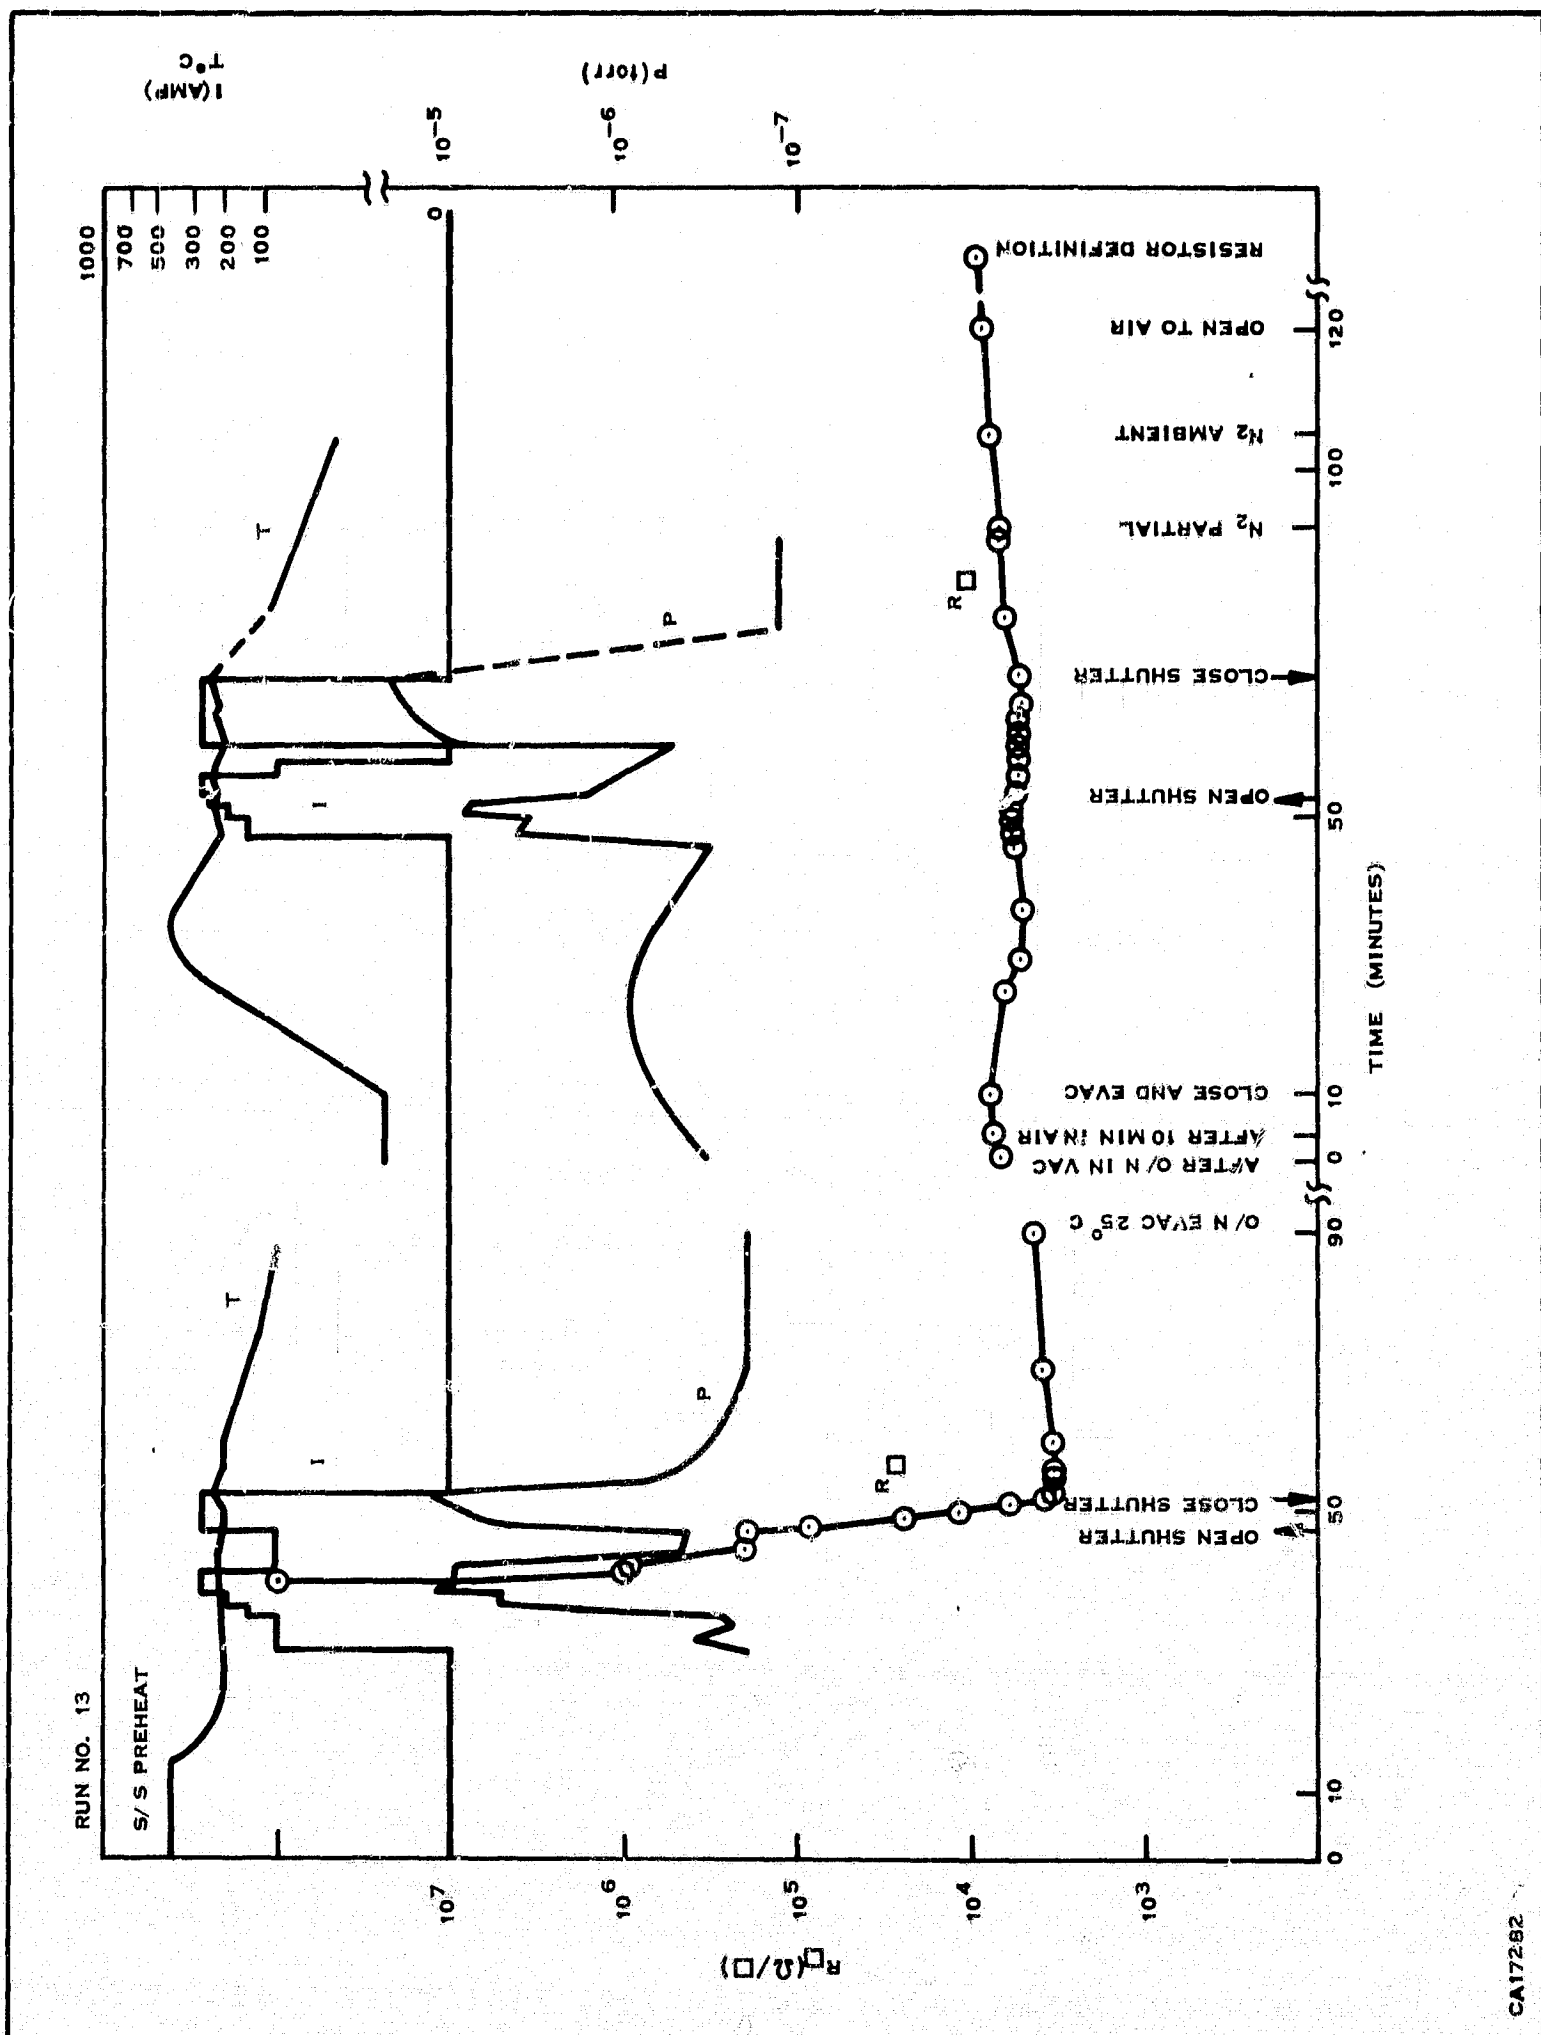 RUN NO. 13
S/S PREHEAT
I(AMP)
T°C
1000
700
500
300
200
100
0
P(torr)
10⁻⁵
10⁻⁶
10⁻⁷
R□(Ω/□)
10⁷
10⁶
10⁵
10⁴
10³
T
I
P
R□
T
I
P
R□
OPEN SHUTTER
CLOSE SHUTTER
O/N EVAC 25°C
AFTER O/N IN VAC
AFTER 10 MIN IN AIR
CLOSE AND EVAC
OPEN SHUTTER
CLOSE SHUTTER
N₂ PARTIAL
N₂ AMBIENT
OPEN TO AIR
RESISTOR DEFINITION
0
10
50
90
0
10
50
100
120
TIME (MINUTES)
CA17282